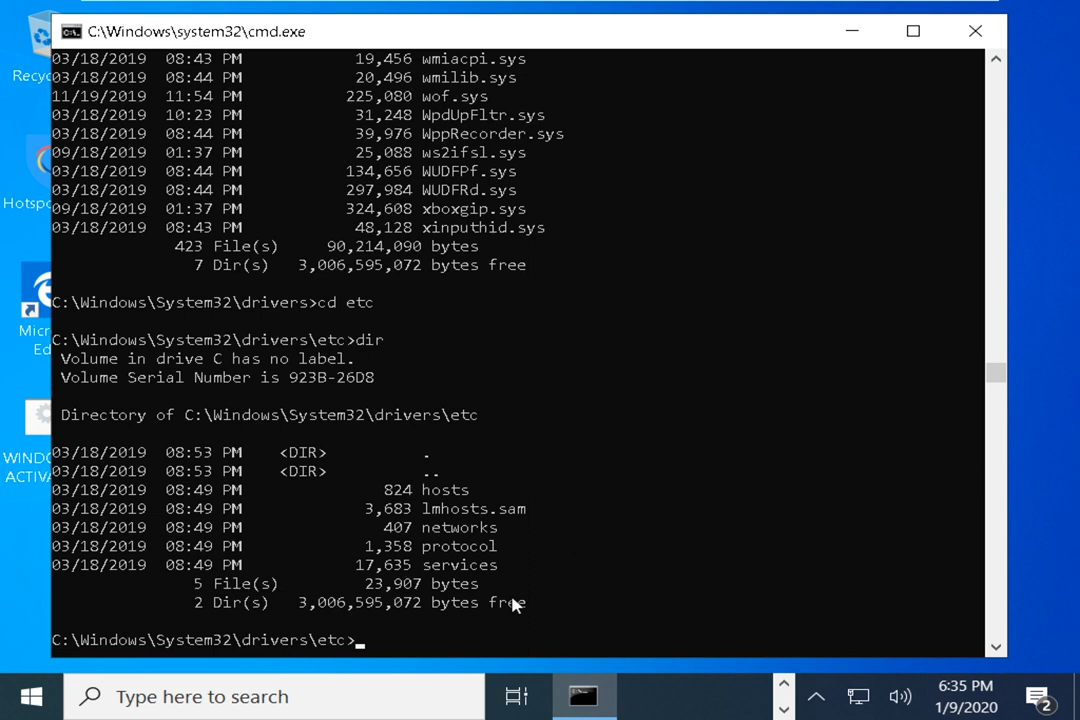 C:\Windows\system32\cmd.exe
03/18/2019 08:43 PM 19,456 wmiacpi.sys
03/18/2019 08:44 PM 20,496 wmilib.sys
11/19/2019 11:54 PM 225,080 wof.sys
03/18/2019 10:23 PM 31,248 WpdUpFltr.sys
03/18/2019 08:44 PM 39,976 WppRecorder.sys
09/18/2019 01:37 PM 25,088 ws2ifsl.sys
03/18/2019 08:44 PM 134,656 WUDFPf.sys
03/18/2019 08:44 PM 297,984 WUDFRd.sys
09/18/2019 01:37 PM 324,608 xboxgip.sys
03/18/2019 08:43 PM 48,128 xinputhid.sys
423 File(s) 90,214,090 bytes
7 Dir(s) 3,006,595,072 bytes free
C:\Windows\System32\drivers>cd etc
C:\Windows\System32\drivers\etc>dir
Volume in drive C has no label.
Volume Serial Number is 923B-26D8
Directory of C:\Windows\System32\drivers\etc
03/18/2019 08:53 PM <DIR> .
03/18/2019 08:53 PM <DIR> ..
03/18/2019 08:49 PM 824 hosts
03/18/2019 08:49 PM 3,683 lmhosts.sam
03/18/2019 08:49 PM 407 networks
03/18/2019 08:49 PM 1,358 protocol
03/18/2019 08:49 PM 17,635 services
5 File(s) 23,907 bytes
2 Dir(s) 3,006,595,072 bytes free
C:\Windows\System32\drivers\etc>_
Recyc
Hotspo
Micr
Ed
WINDO
ACTIVA
Type here to search
6:35 PM
1/9/2020
2